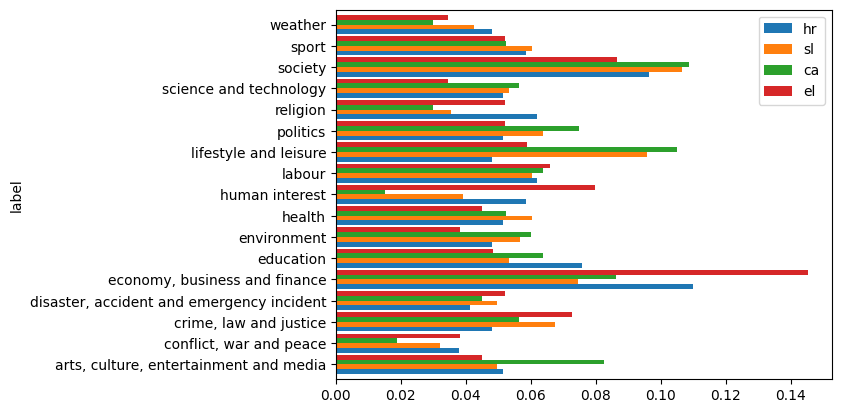 weather
sport
society
science and technology
religion
politics
lifestyle and leisure
labour
human interest
health
environment
education
economy, business and finance
disaster, accident and emergency incident
crime, law and justice
conflict, war and peace
arts, culture, entertainment and media
label
0.00 0.02 0.04 0.06 0.08 0.10 0.12 0.14
hr
sl
ca
el